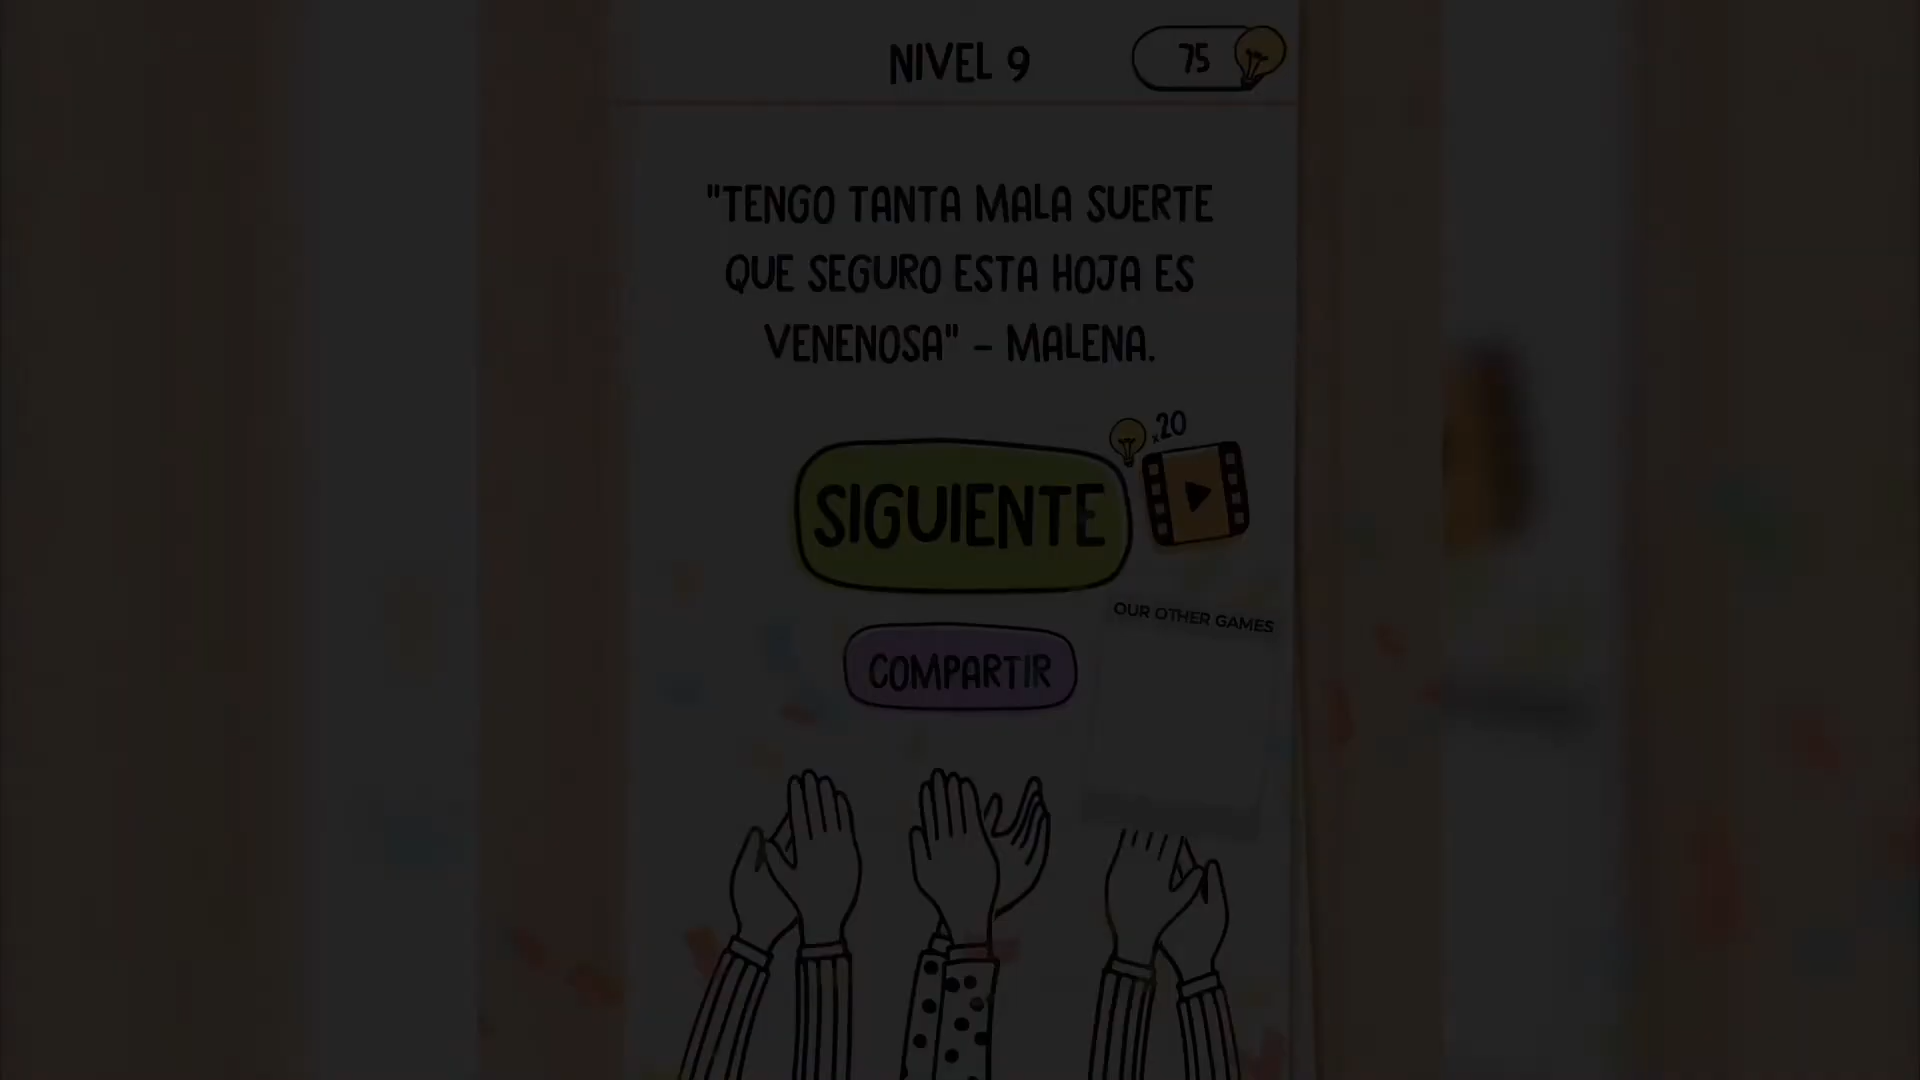 NIVEL 9
75
"TENGO TANTA MALA SUERTE
QUE SEGURO ESTA HOJA ES
VENENOSA" - MALENA.
x20
SIGUIENTE
OUR OTHER GAMES
COMPARTIR